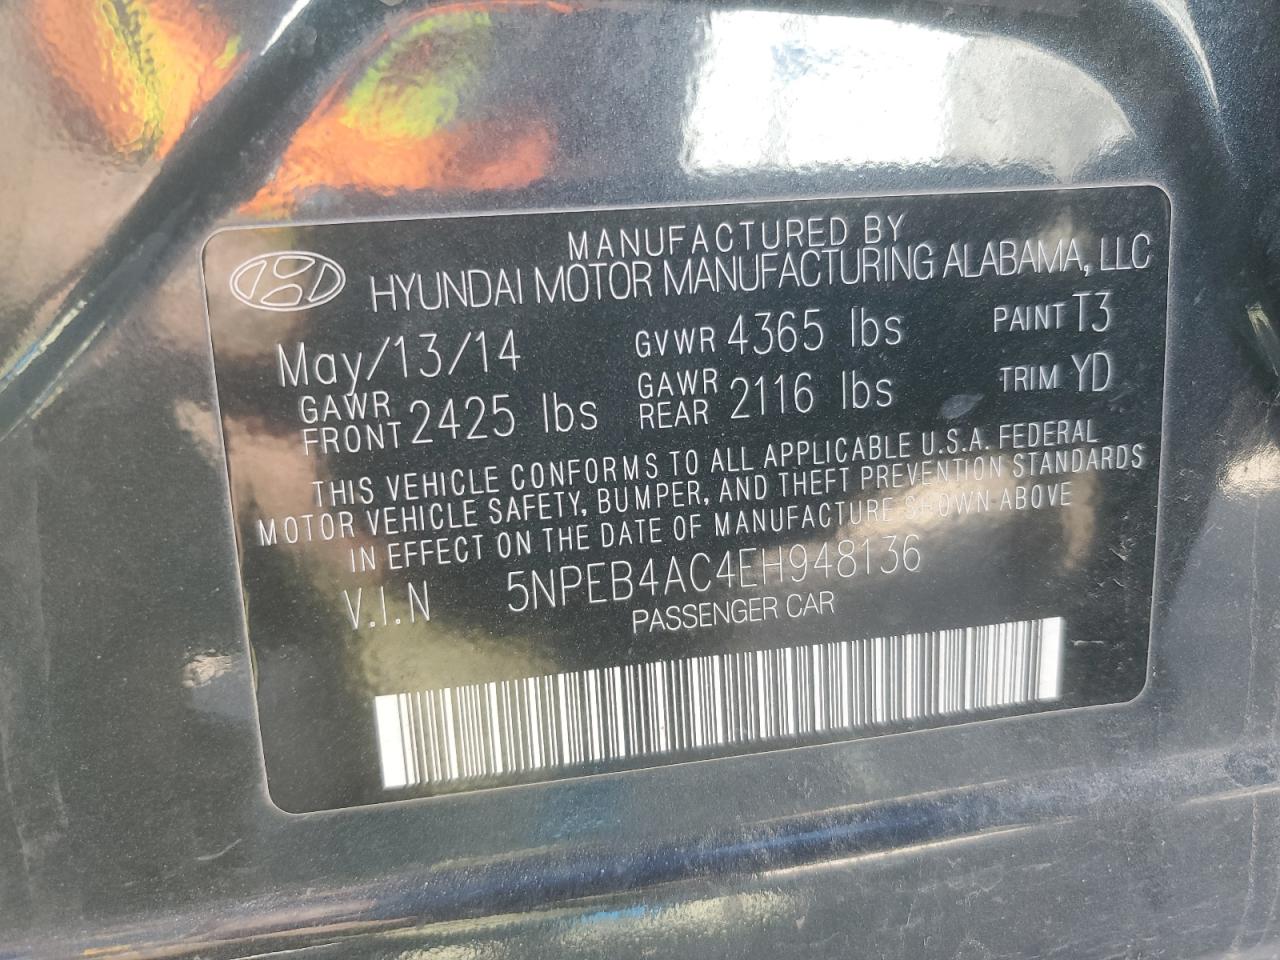 MANUFACTURED BY
HYUNDAI MOTOR MANUFACTURING ALABAMA, LLC
May/13/14 GVWR 4365 lbs PAINT T3
GAWR FRONT 2425 lbs GAWR REAR 2116 lbs TRIM YD
THIS VEHICLE CONFORMS TO ALL APPLICABLE U.S.A. FEDERAL
MOTOR VEHICLE SAFETY, BUMPER, AND THEFT PREVENTION STANDARDS
IN EFFECT ON THE DATE OF MANUFACTURE SHOWN ABOVE
V.I.N 5NPEB4AC4EH948136
PASSENGER CAR